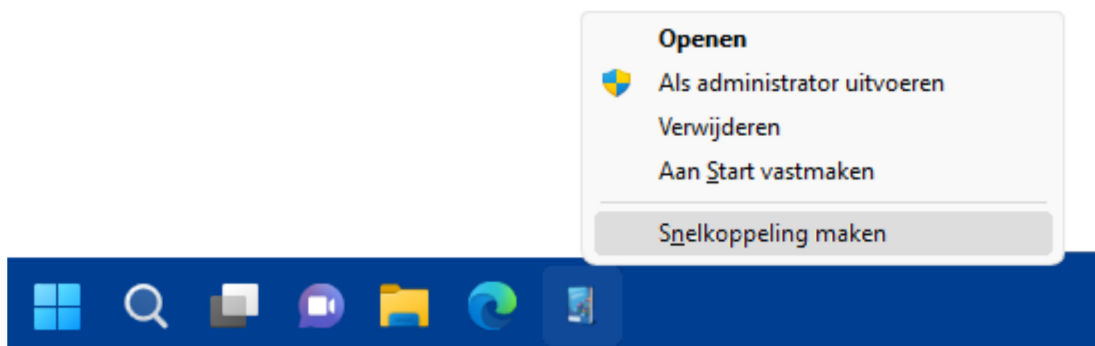 Openen
Als administrator uitvoeren
Verwijderen
Aan Start vastmaken
Snelkoppeling maken